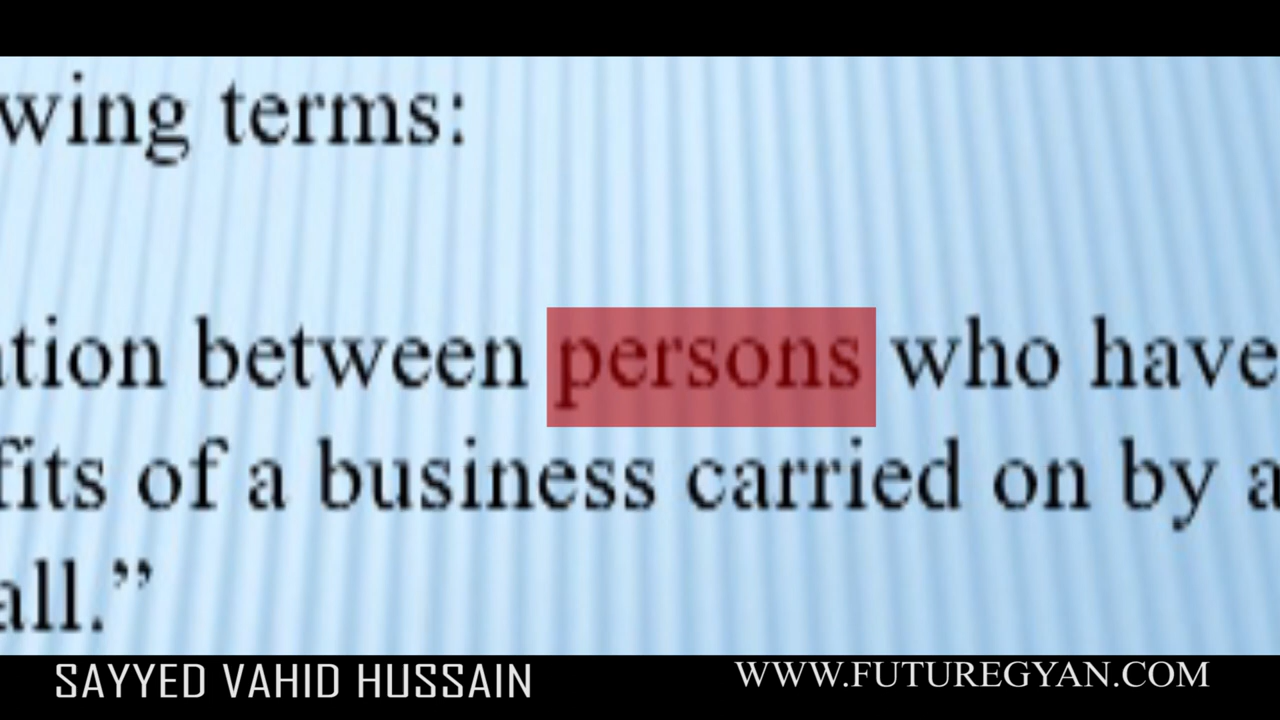 wing terms:
ation between persons who have
fits of a business carried on by a
all.”
SAYYED VAHID HUSSAIN
WWW.FUTUREGYAN.COM